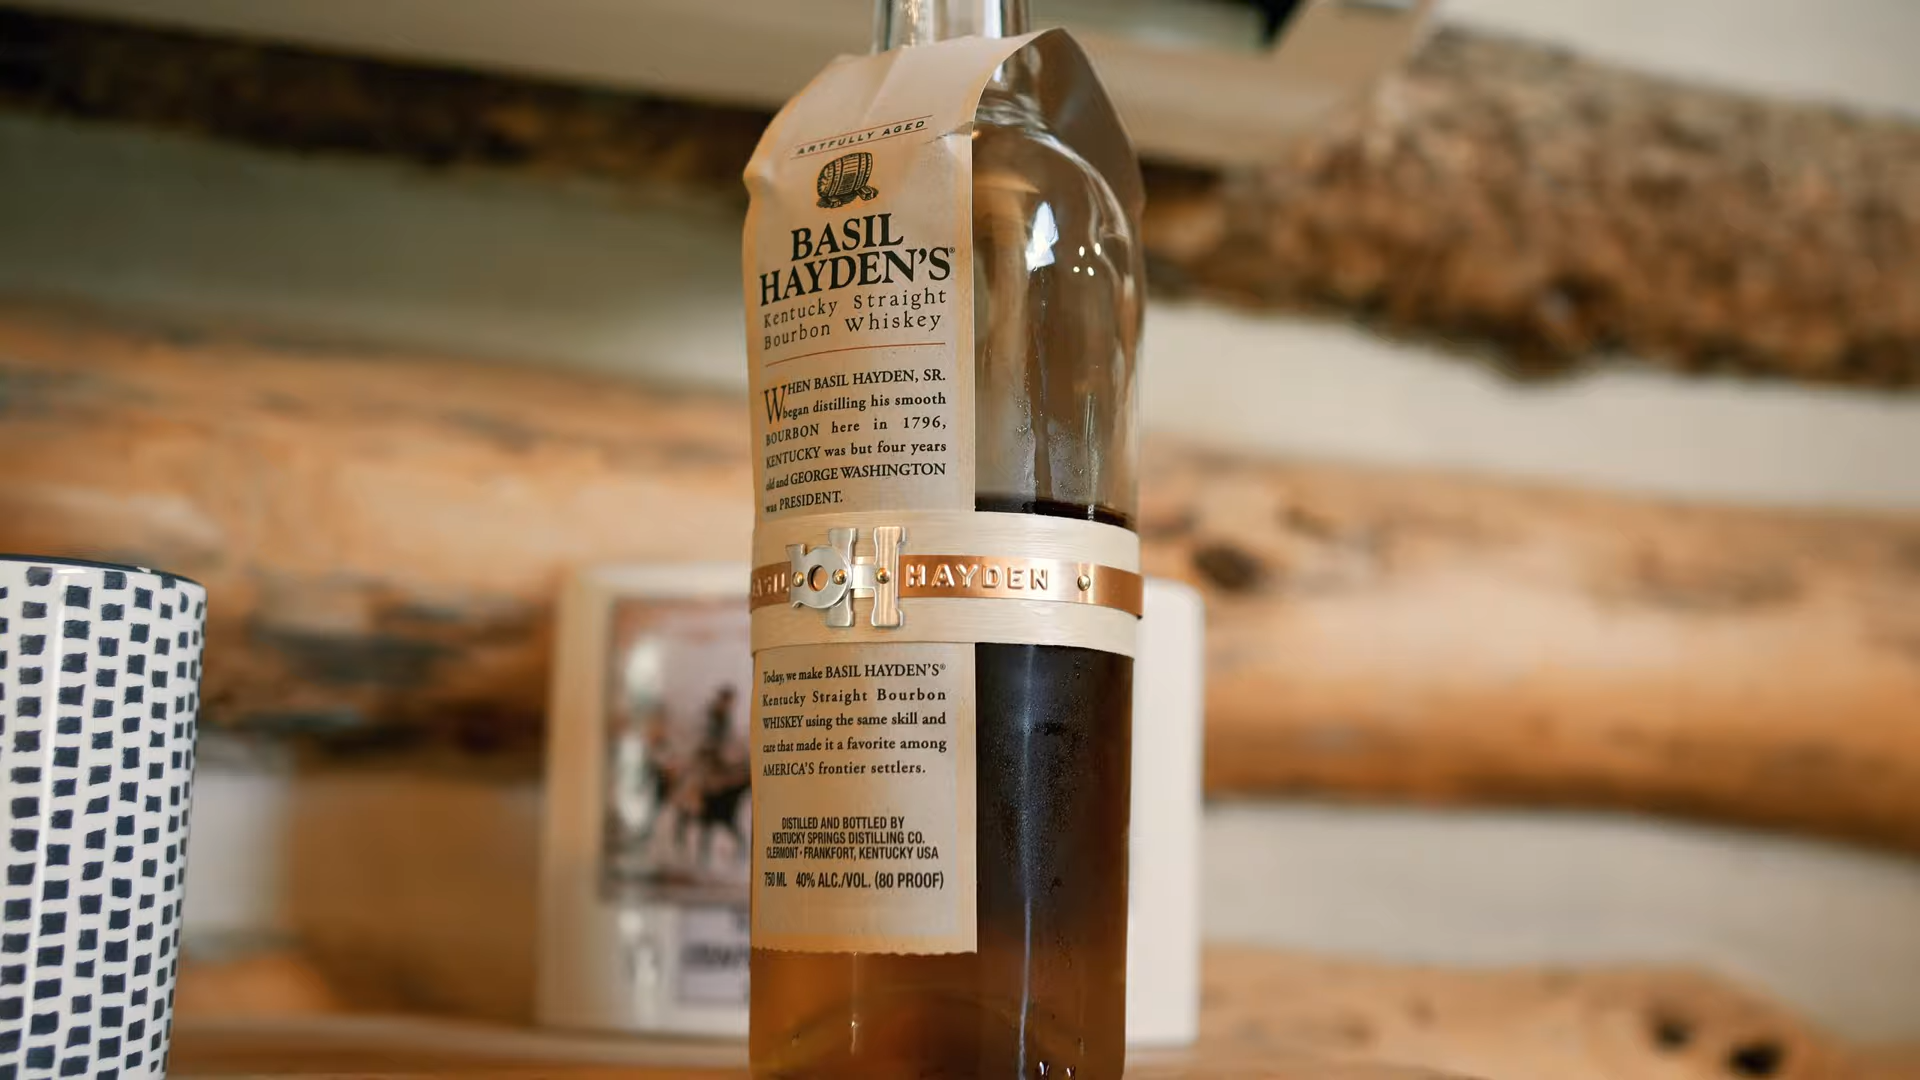 ARTFULLY AGED
BASIL
HAYDEN'S®
Kentucky Straight
Bourbon Whiskey
WHEN BASIL HAYDEN, SR.
began distilling his smooth
BOURBON here in 1796,
KENTUCKY was but four years
old and GEORGE WASHINGTON
was PRESIDENT.
BASIL HAYDEN
Today, we make BASIL HAYDEN'S®
Kentucky Straight Bourbon
WHISKEY using the same skill and
care that made it a favorite among
AMERICA'S frontier settlers.
DISTILLED AND BOTTLED BY
KENTUCKY SPRINGS DISTILLING CO.
CLERMONT · FRANKFORT, KENTUCKY USA
750 ML 40% ALC./VOL. (80 PROOF)